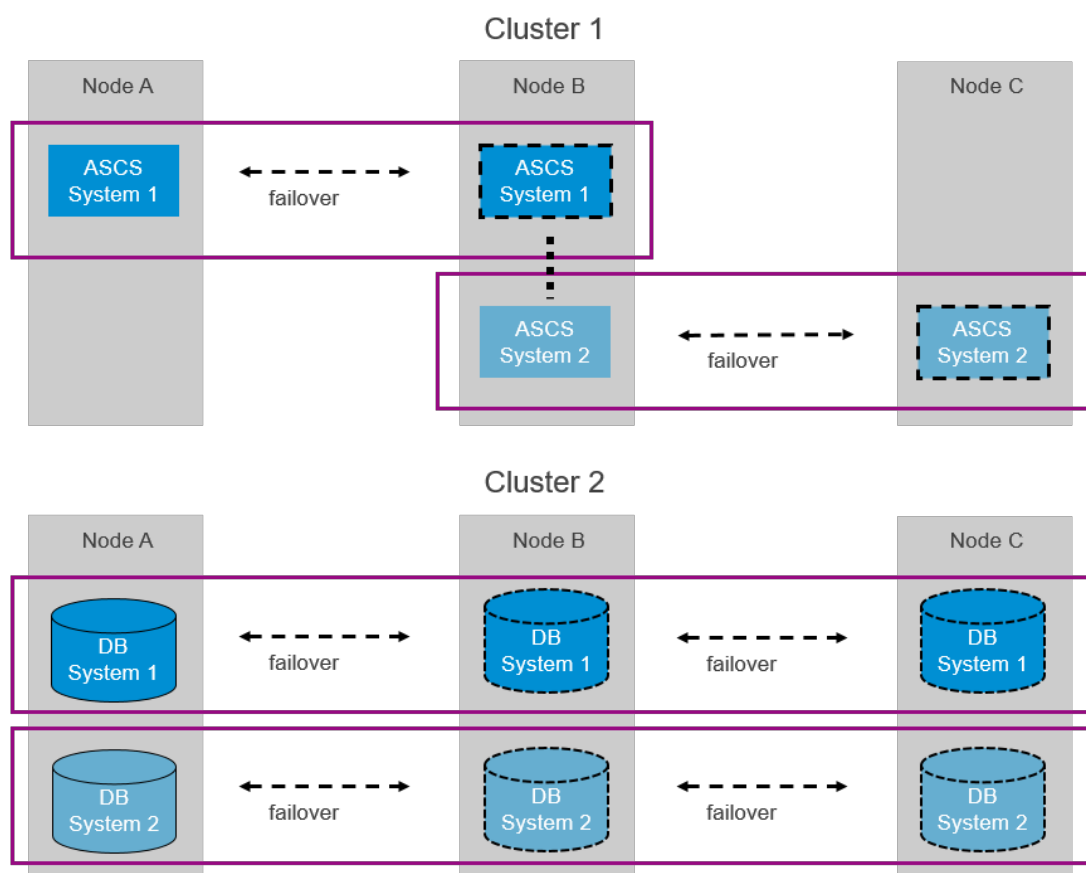 Cluster 1
Node A
Node B
Node C
ASCS
System 1
failover
ASCS
System 1
ASCS
System 2
failover
ASCS
System 2
Cluster 2
Node A
Node B
Node C
DB
System 1
failover
DB
System 1
failover
DB
System 1
DB
System 2
failover
DB
System 2
failover
DB
System 2